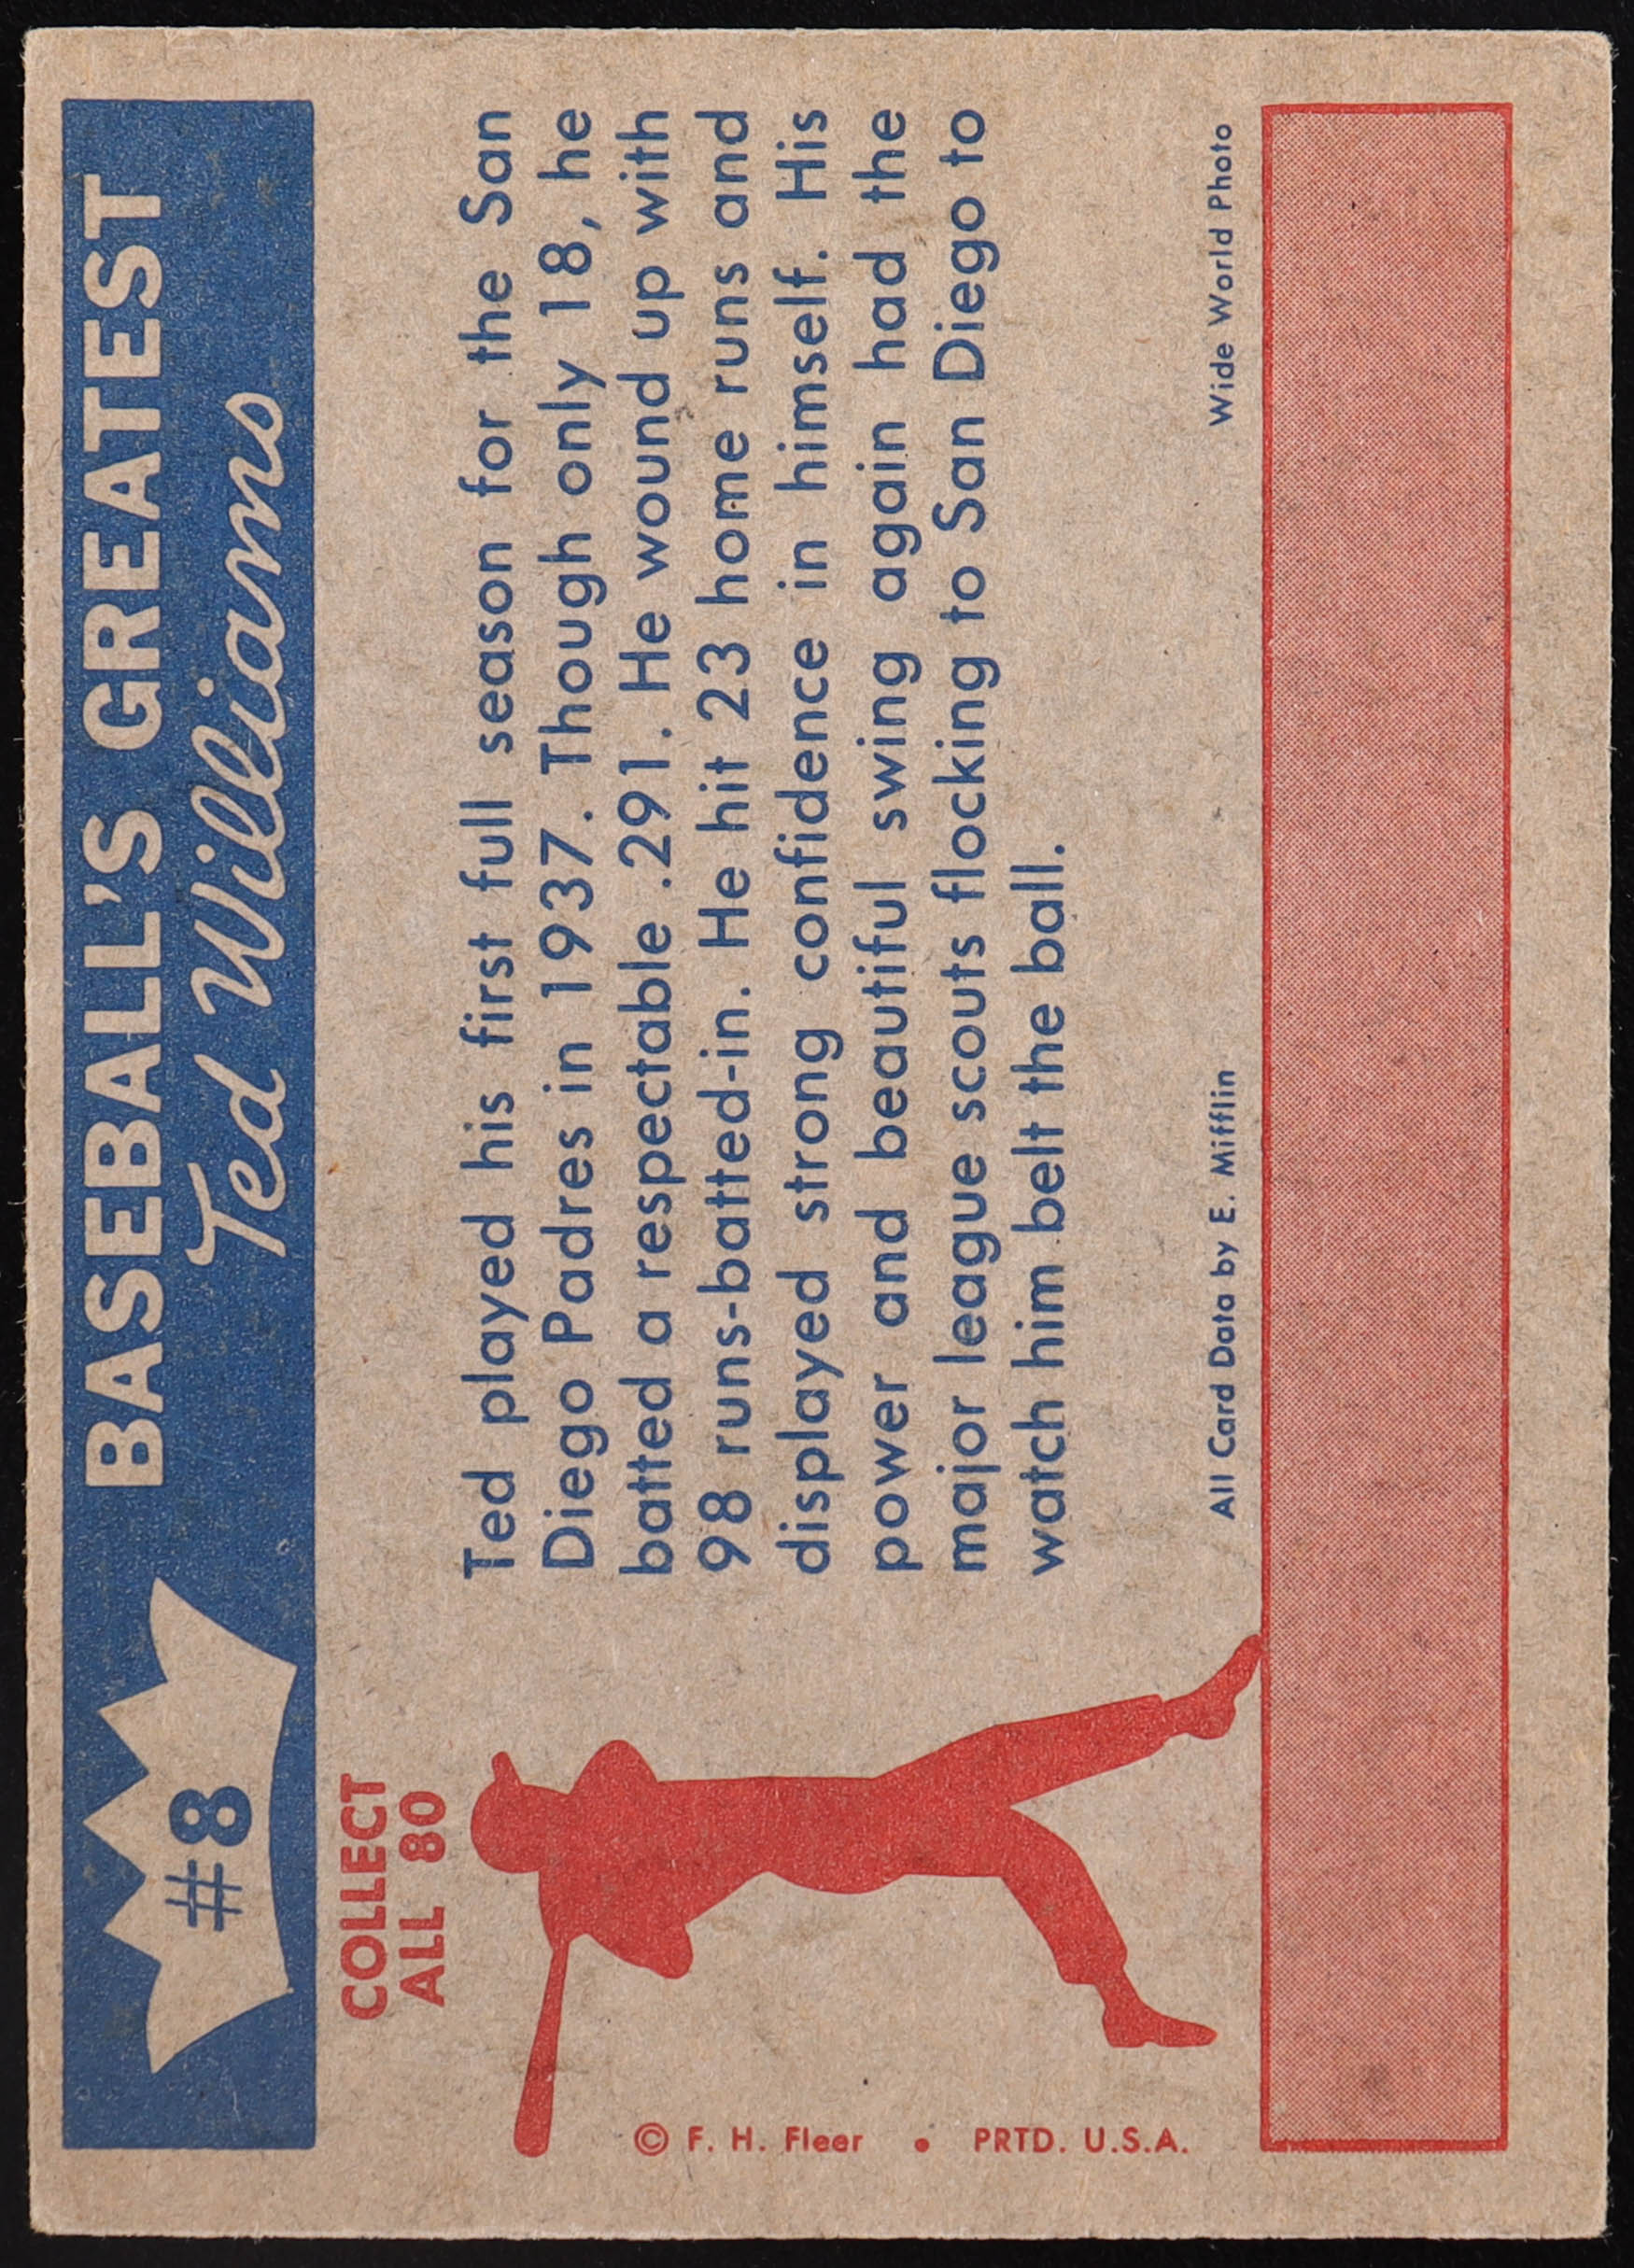 #8
BASEBALL'S GREATEST
Ted Williams
COLLECT
ALL 80
Ted played his first full season for the San
Diego Padres in 1937. Though only 18, he
batted a respectable .291. He wound up with
98 runs-batted-in. He hit 23 home runs and
displayed strong confidence in himself. His
power and beautiful swing again had the
major league scouts flocking to San Diego to
watch him belt the ball.
All Card Data by E. Mifflin
Wide World Photo
© F. H. Fleer • PRTD. U.S.A.